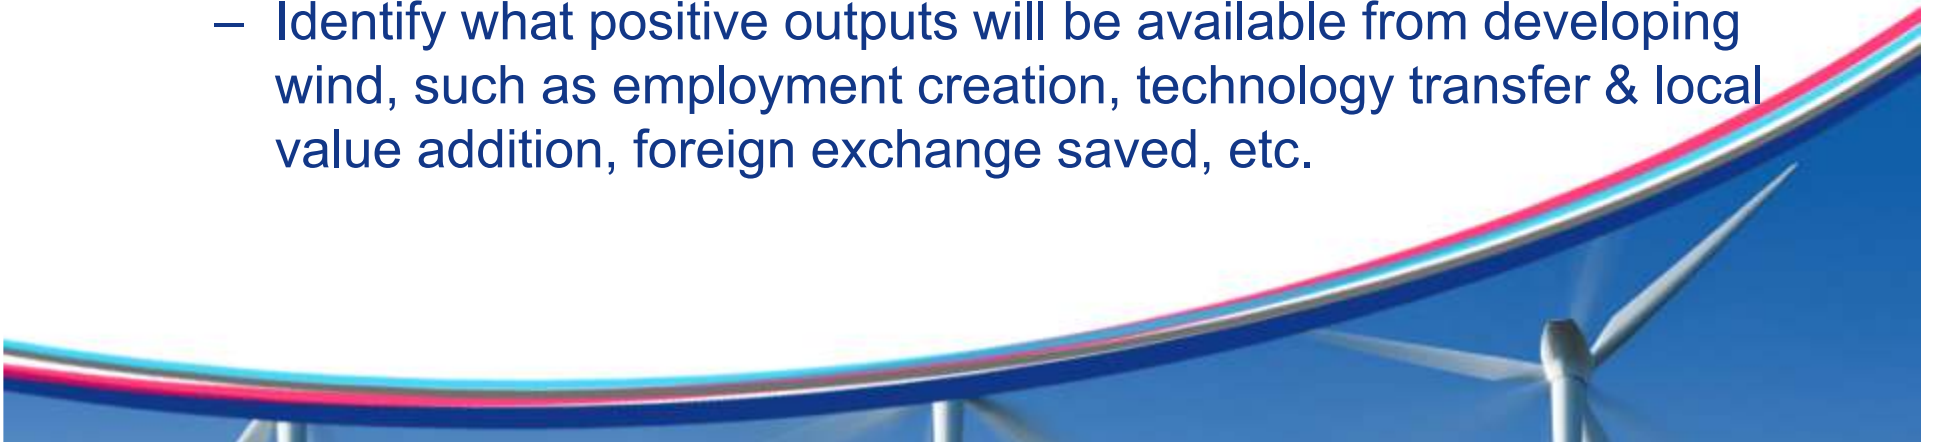 – Identify what positive outputs will be available from developing
wind, such as employment creation, technology transfer & local
value addition, foreign exchange saved, etc.